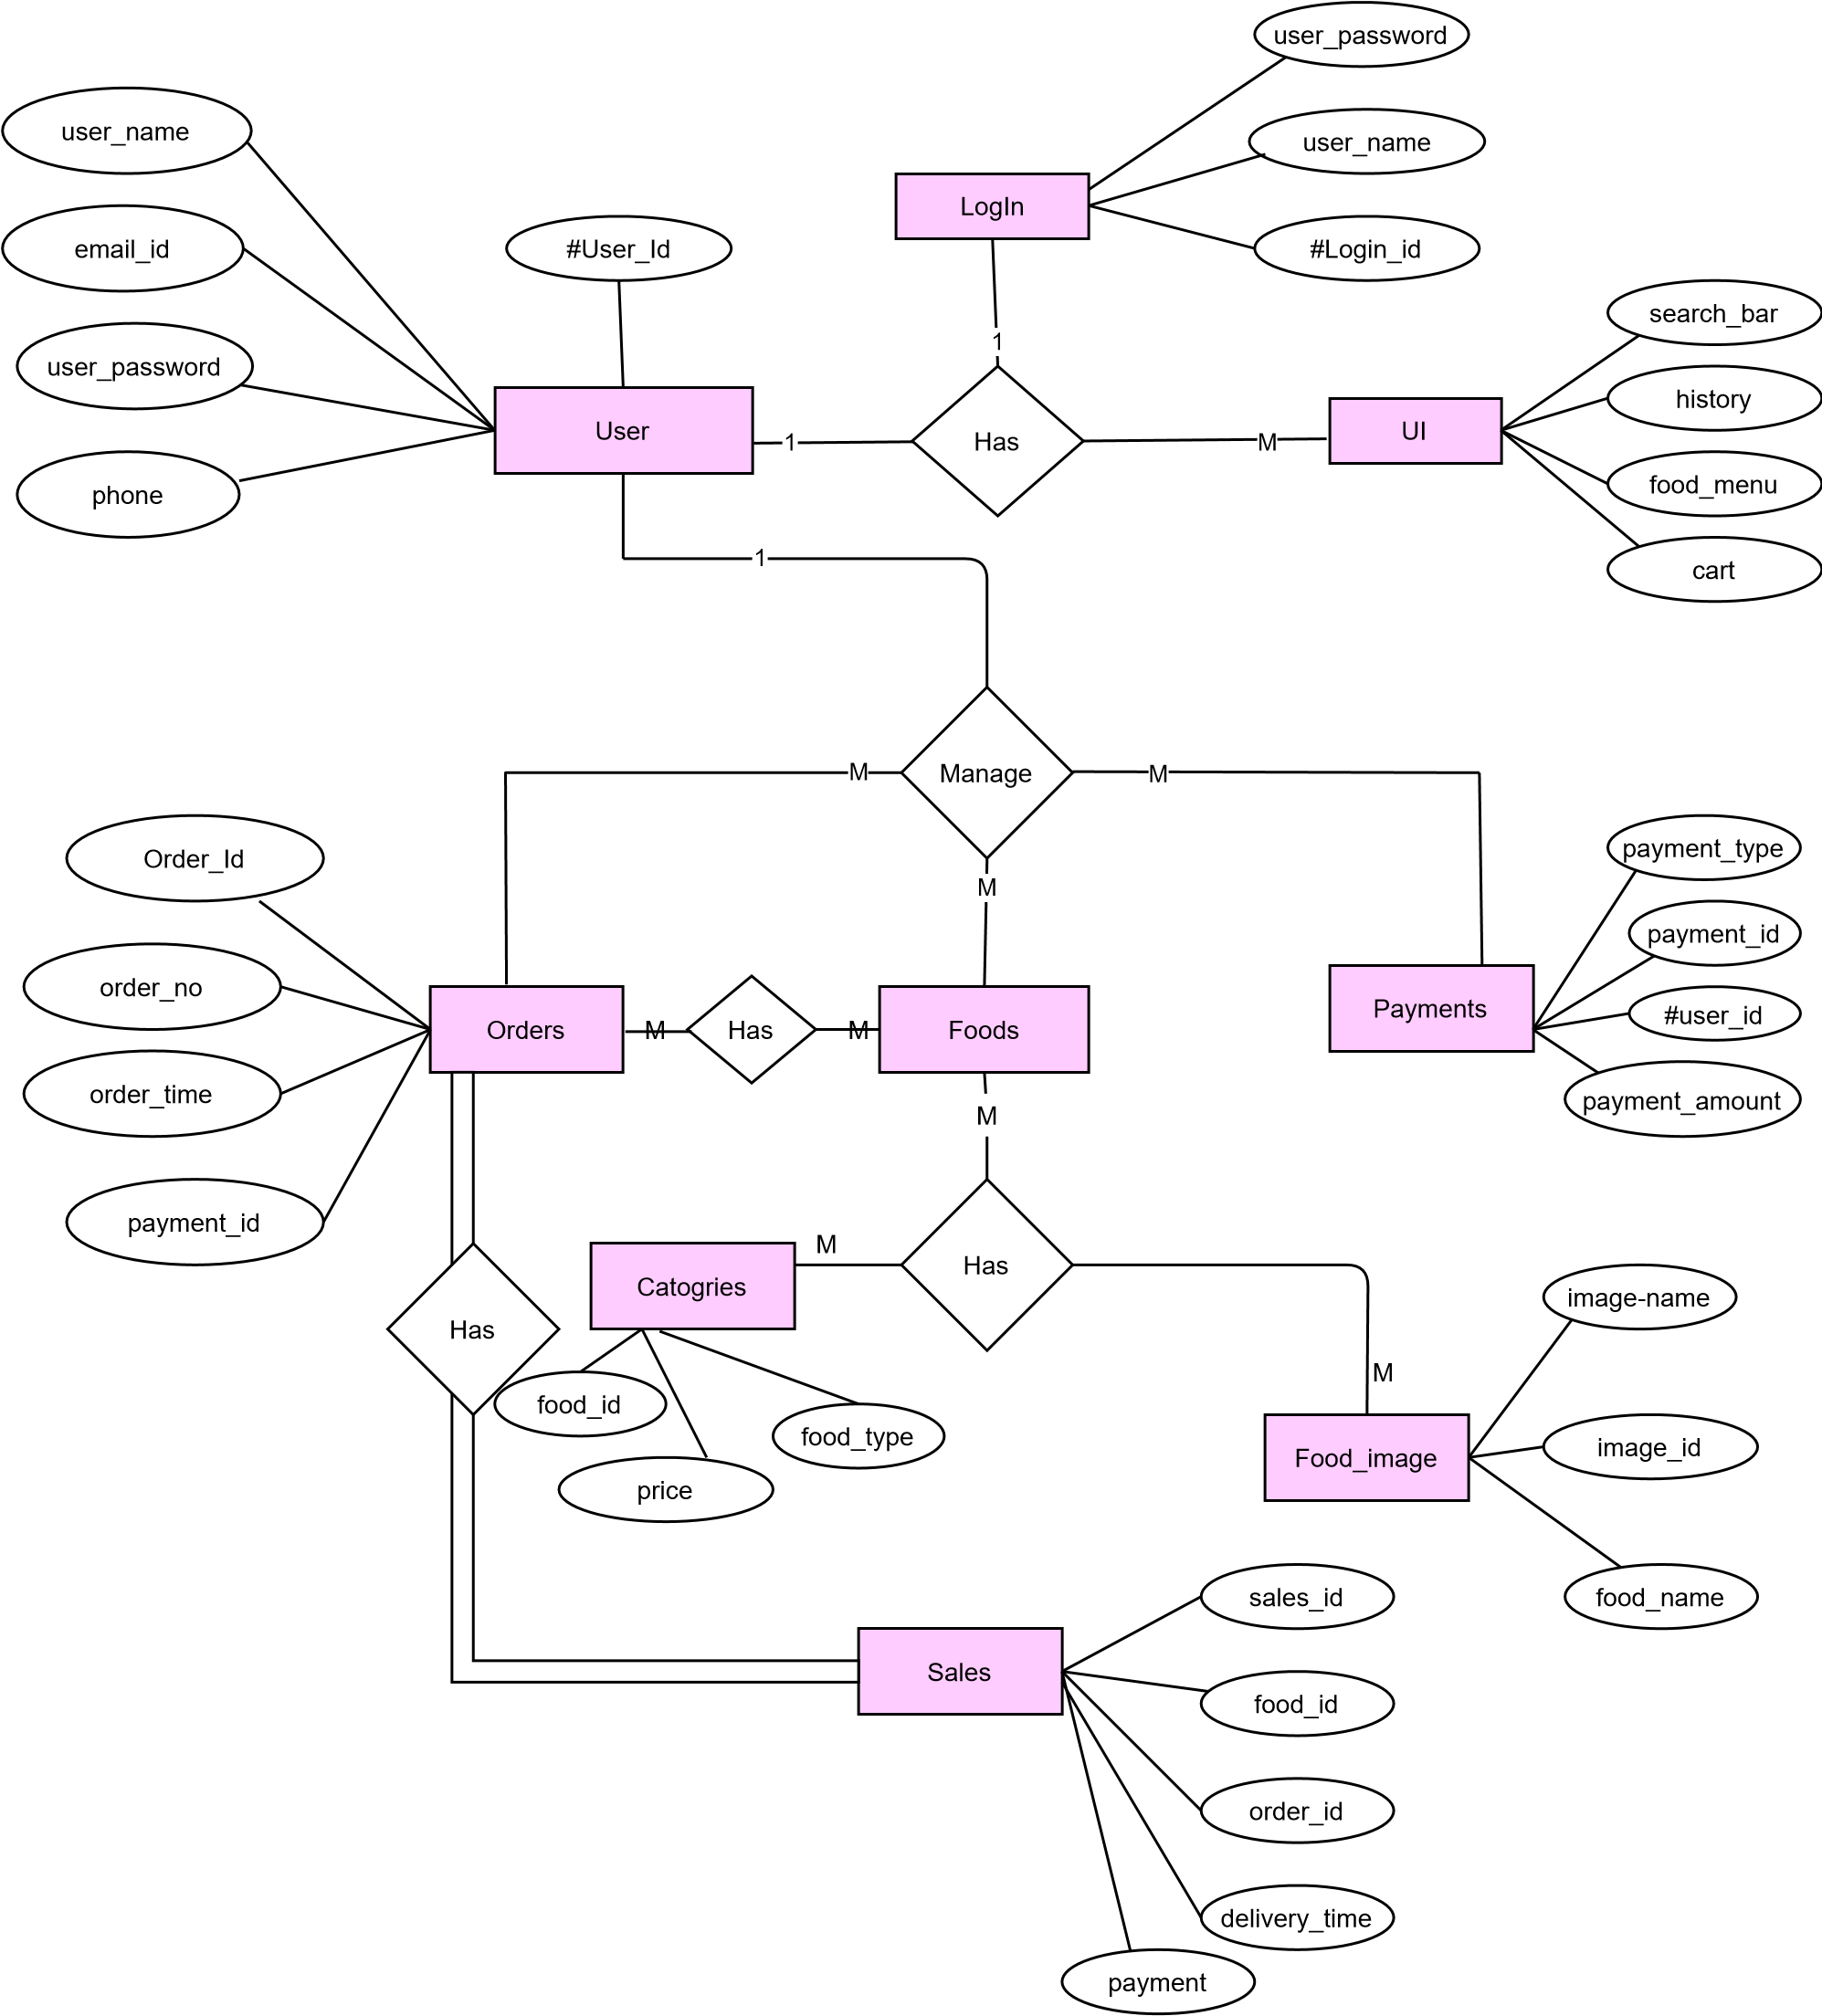 user_password
user_name
user_name
LogIn
email_id
#User_Id
#Login_id
search_bar
1
user_password
history
User
1
Has
M
UI
food_menu
phone
1
cart
M
Manage
M
Order_Id
payment_type
M
payment_id
order_no
Payments
#user_id
Orders
M
Has
M
Foods
order_time
payment_amount
M
payment_id
M
Has
Catogries
image-name
Has
M
food_id
food_type
image_id
Food_image
price
sales_id
food_name
Sales
food_id
order_id
delivery_time
payment